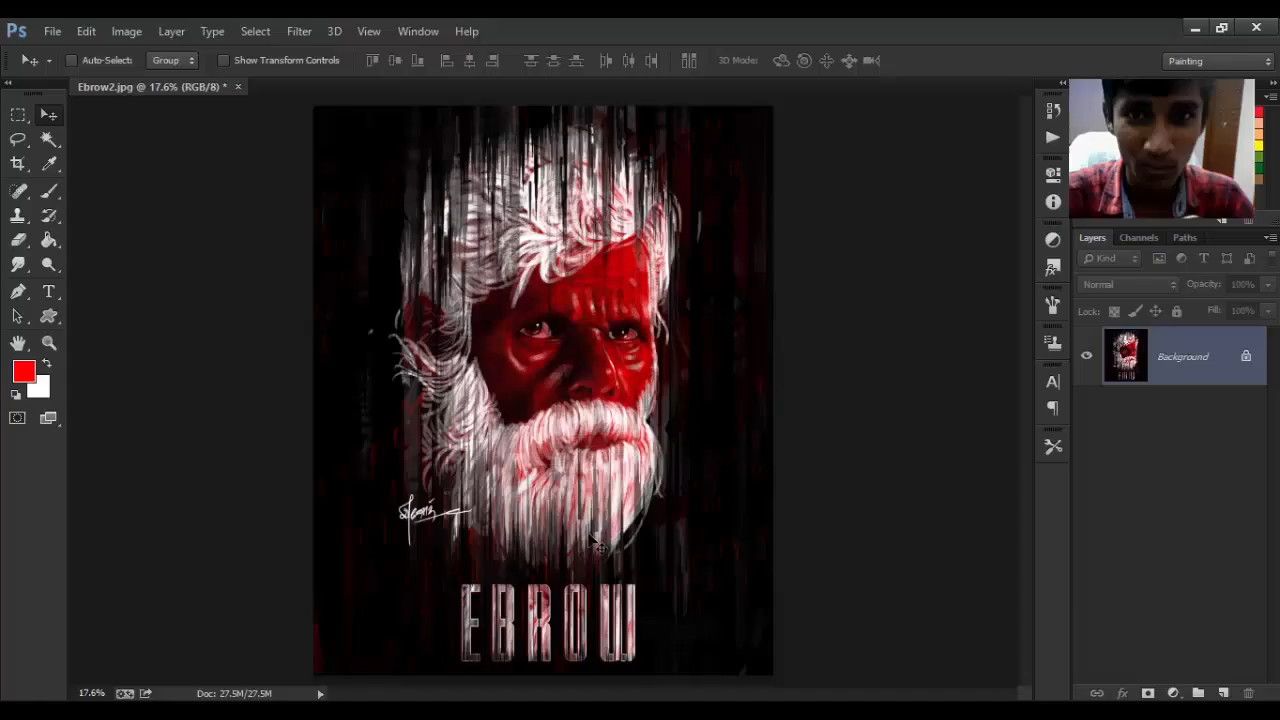 Ps File Edit Image Layer Type Select Filter 3D View Window Help
Auto-Select: Group Show Transform Controls 3D Mode: Painting
Ebrow2.jpg @ 17.6% (RGB/8) * ×
Layers Channels Paths
Kind
Normal Opacity: 100%
Lock: Fill: 100%
Background
EBROW
17.6% Doc: 27.5M/27.5M